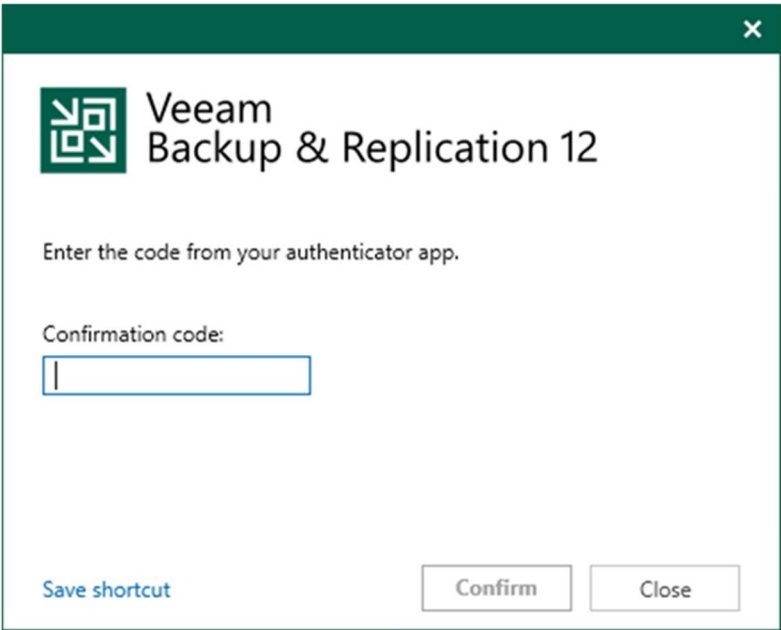 Veeam
Backup & Replication 12
Enter the code from your authenticator app.
Confirmation code:
Save shortcut
Confirm
Close